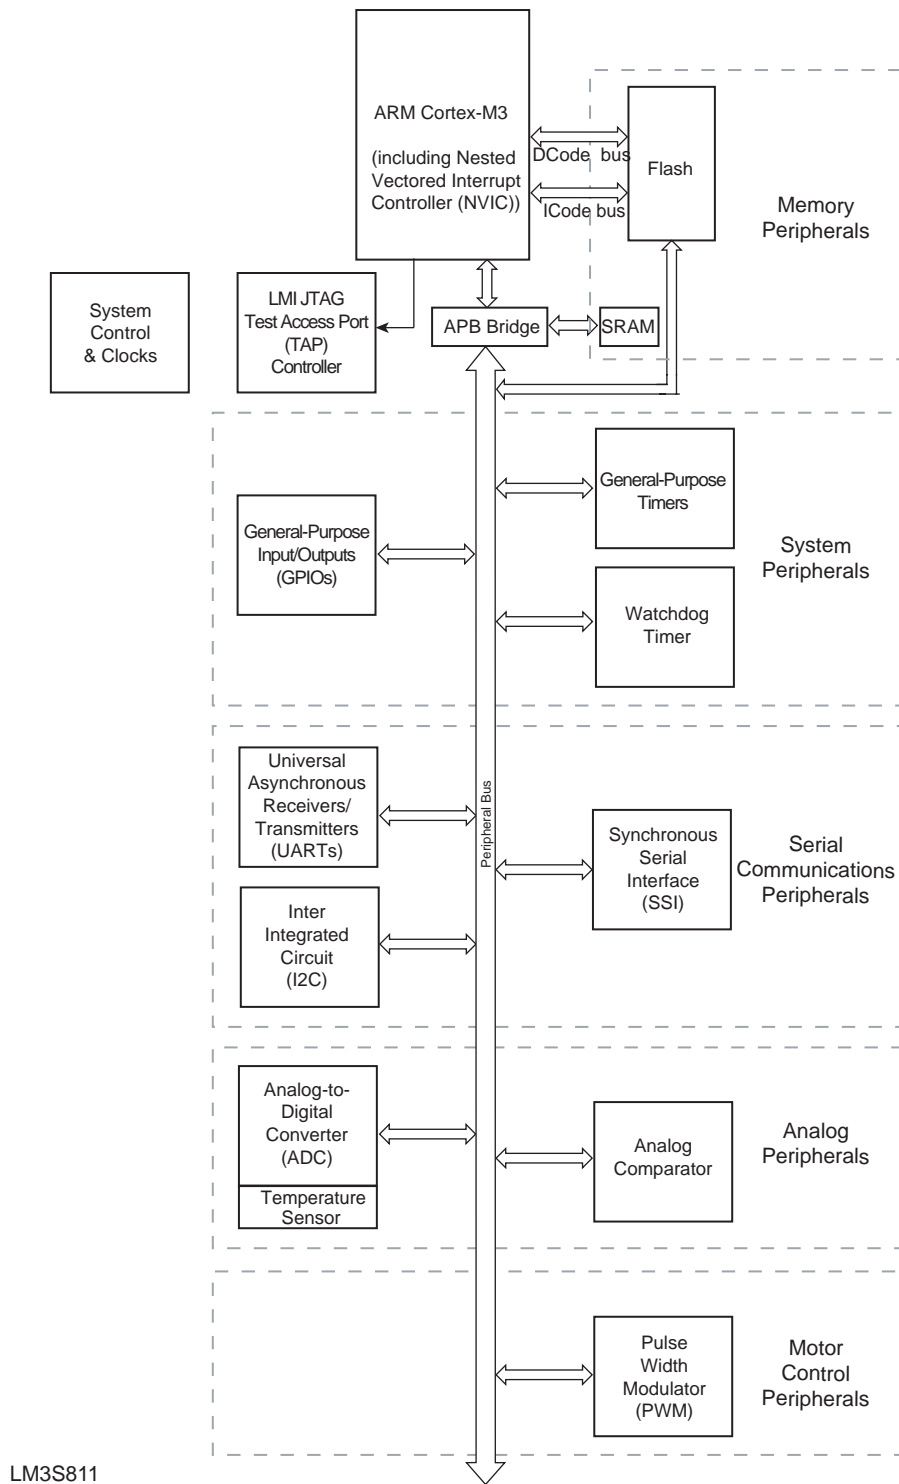 ARM Cortex-M3
(including Nested
Vectored Interrupt
Controller (NVIC))
DCode bus
ICode bus
Flash
Memory
Peripherals
System
Control
& Clocks
LMI JTAG
Test Access Port
(TAP)
Controller
APB Bridge
SRAM
General-Purpose
Input/Outputs
(GPIOs)
General-Purpose
Timers
System
Peripherals
Watchdog
Timer
Universal
Asynchronous
Receivers/
Transmitters
(UARTs)
Peripheral Bus
Synchronous
Serial
Interface
(SSI)
Serial
Communications
Peripherals
Inter
Integrated
Circuit
(I2C)
Analog-to-
Digital
Converter
(ADC)
Temperature
Sensor
Analog
Comparator
Analog
Peripherals
Pulse
Width
Modulator
(PWM)
Motor
Control
Peripherals
LM3S811